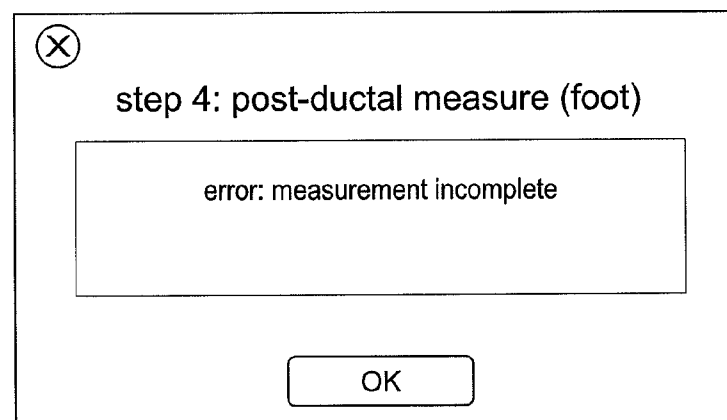 step 4: post-ductal measure (foot)
error: measurement incomplete
OK